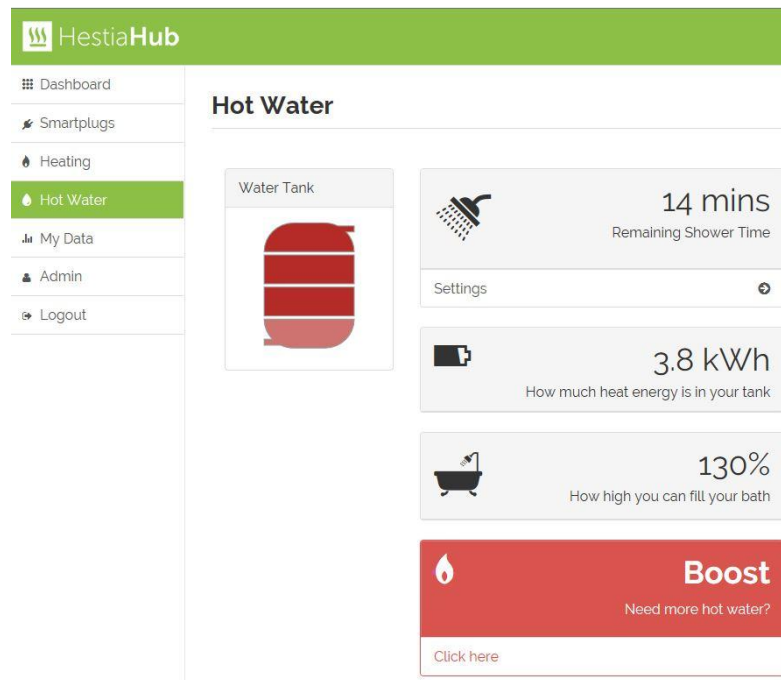 HestiaHub
Dashboard
Smartplugs
Heating
Hot Water
My Data
Admin
Logout
Hot Water
Water Tank
14 mins
Remaining Shower Time
Settings
3.8 kWh
How much heat energy is in your tank
130%
How high you can fill your bath
Boost
Need more hot water?
Click here